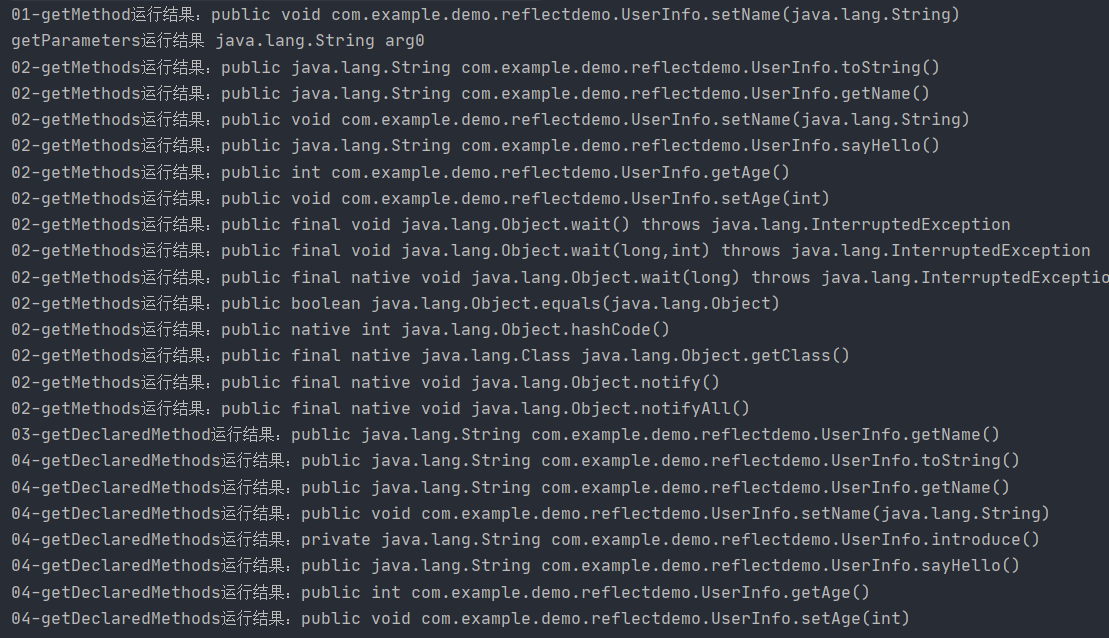 01-getMethod运行结果：public void com.example.demo.reflectdemo.UserInfo.setName(java.lang.String)
getParameters运行结果 java.lang.String arg0
02-getMethods运行结果：public java.lang.String com.example.demo.reflectdemo.UserInfo.toString()
02-getMethods运行结果：public java.lang.String com.example.demo.reflectdemo.UserInfo.getName()
02-getMethods运行结果：public void com.example.demo.reflectdemo.UserInfo.setName(java.lang.String)
02-getMethods运行结果：public java.lang.String com.example.demo.reflectdemo.UserInfo.sayHello()
02-getMethods运行结果：public int com.example.demo.reflectdemo.UserInfo.getAge()
02-getMethods运行结果：public void com.example.demo.reflectdemo.UserInfo.setAge(int)
02-getMethods运行结果：public final void java.lang.Object.wait() throws java.lang.InterruptedException
02-getMethods运行结果：public final void java.lang.Object.wait(long,int) throws java.lang.InterruptedException
02-getMethods运行结果：public final native void java.lang.Object.wait(long) throws java.lang.InterruptedExceptio
02-getMethods运行结果：public boolean java.lang.Object.equals(java.lang.Object)
02-getMethods运行结果：public native int java.lang.Object.hashCode()
02-getMethods运行结果：public final native java.lang.Class java.lang.Object.getClass()
02-getMethods运行结果：public final native void java.lang.Object.notify()
02-getMethods运行结果：public final native void java.lang.Object.notifyAll()
03-getDeclaredMethod运行结果：public java.lang.String com.example.demo.reflectdemo.UserInfo.getName()
04-getDeclaredMethods运行结果：public java.lang.String com.example.demo.reflectdemo.UserInfo.toString()
04-getDeclaredMethods运行结果：public java.lang.String com.example.demo.reflectdemo.UserInfo.getName()
04-getDeclaredMethods运行结果：public void com.example.demo.reflectdemo.UserInfo.setName(java.lang.String)
04-getDeclaredMethods运行结果：private java.lang.String com.example.demo.reflectdemo.UserInfo.introduce()
04-getDeclaredMethods运行结果：public java.lang.String com.example.demo.reflectdemo.UserInfo.sayHello()
04-getDeclaredMethods运行结果：public int com.example.demo.reflectdemo.UserInfo.getAge()
04-getDeclaredMethods运行结果：public void com.example.demo.reflectdemo.UserInfo.setAge(int)